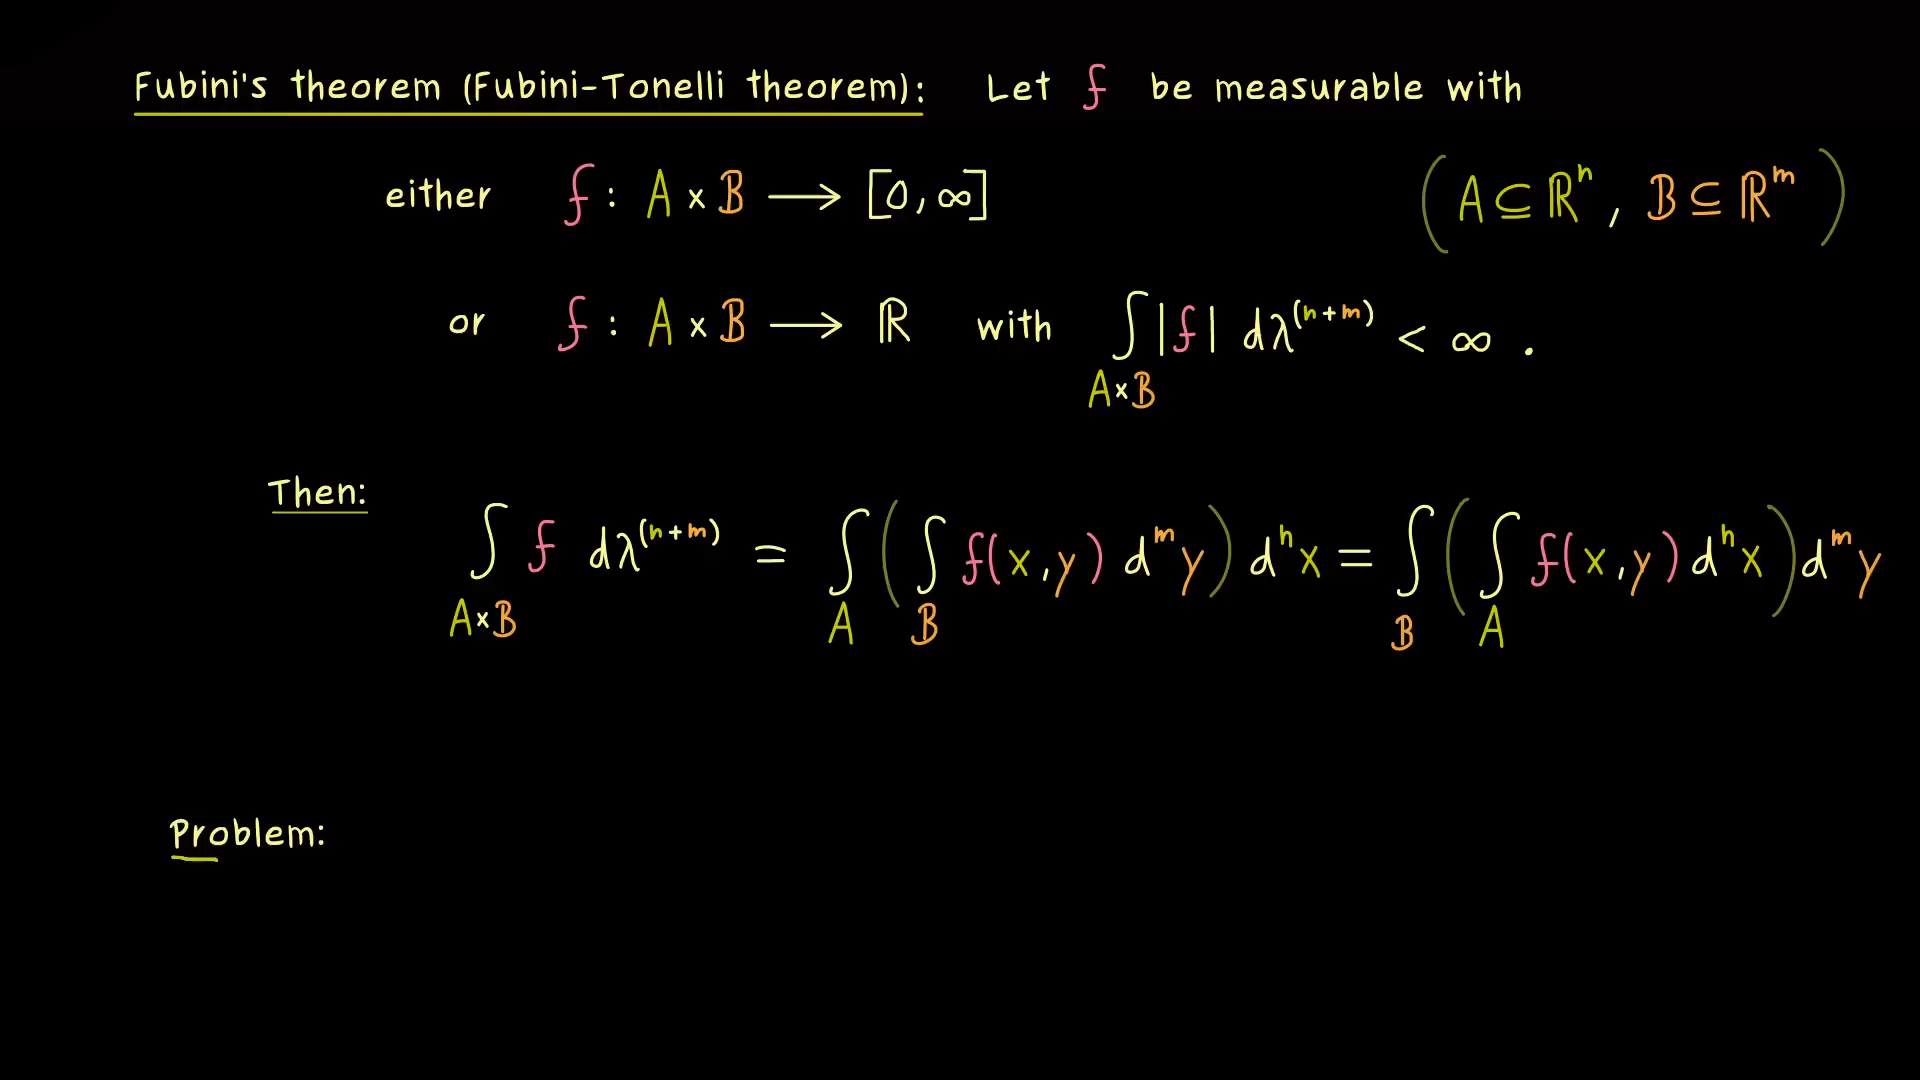 Fubini's theorem (Fubini-Tonelli theorem): Let f be measurable with
either f: A × B ⟶ [0, ∞] (A ⊆ ℝⁿ, B ⊆ ℝᵐ)
or f: A × B ⟶ ℝ with ∫_{A×B} |f| dλ^{(n+m)} < ∞ .
Then: ∫_{A×B} f dλ^{(n+m)} = ∫_A ( ∫_B f(x,y) dᵐy ) dⁿx = ∫_B ( ∫_A f(x,y) dⁿx ) dᵐy
Problem: